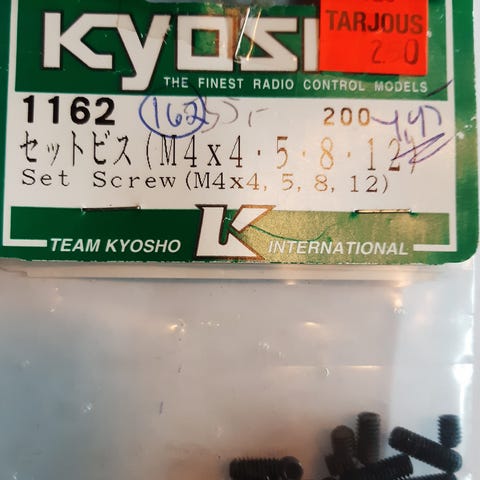 KYOSHO
TARJOUS
THE FINEST RADIO CONTROL MODELS
1162 162 200
セットビス(M4x4・5・8・12)
Set Screw(M4x4, 5, 8, 12)
TEAM KYOSHO K INTERNATIONAL